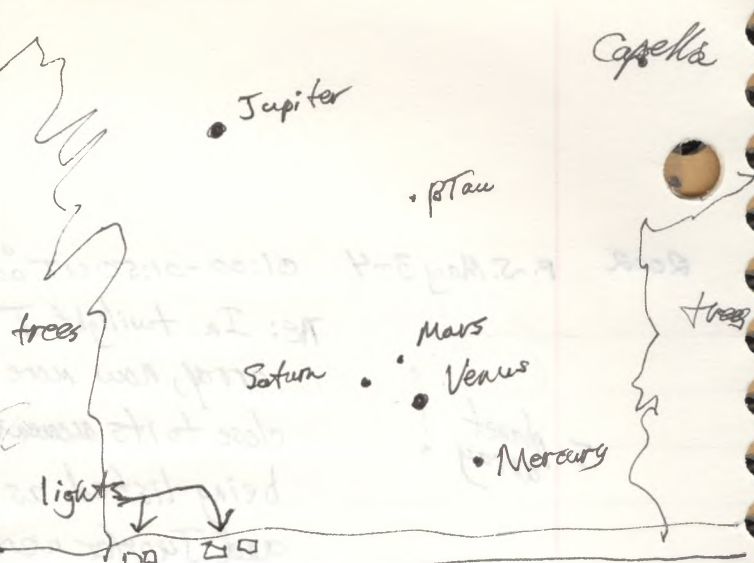 Capella
Jupiter
βTau
trees
trees
Mars
Saturn
Venus
Mercury
lights